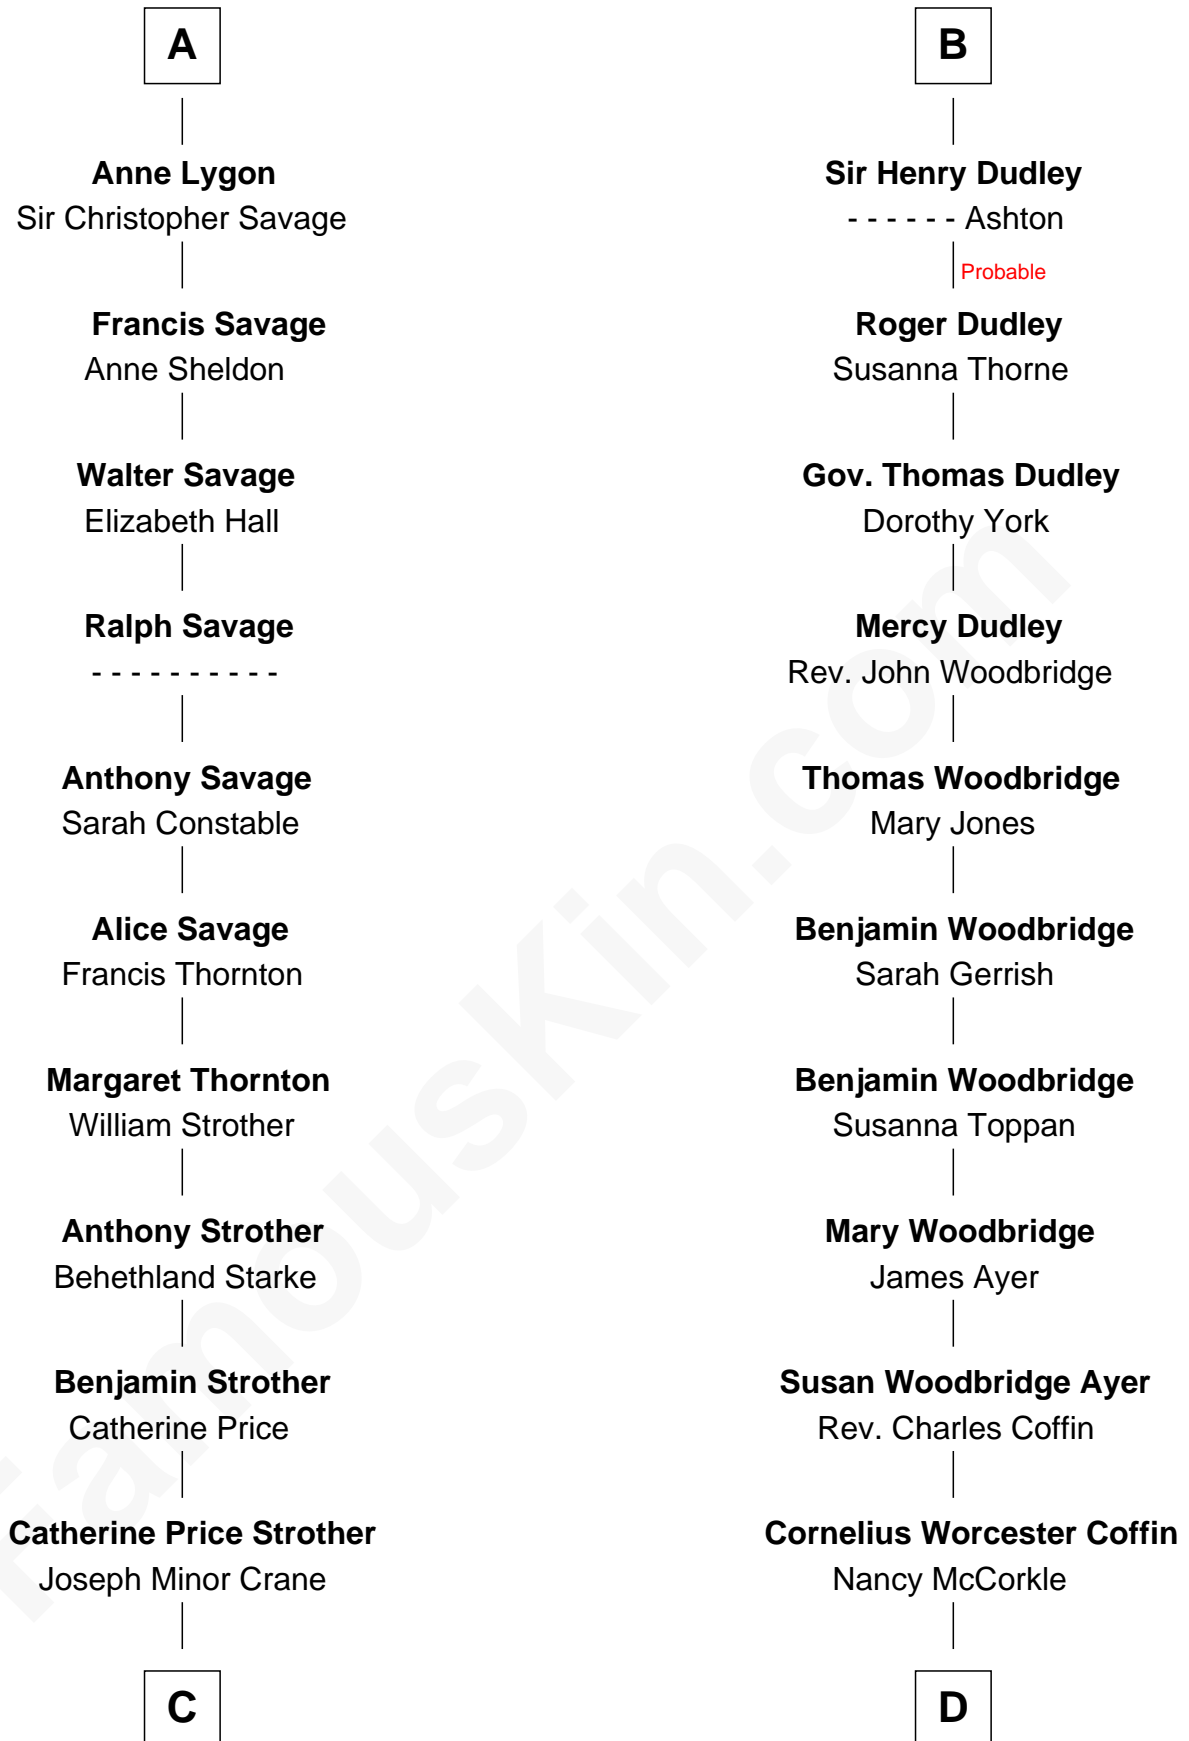 A
Anne Lygon
Sir Christopher Savage
Francis Savage
Anne Sheldon
Walter Savage
Elizabeth Hall
Ralph Savage
- - - - - - - - - -
Anthony Savage
Sarah Constable
Alice Savage
Francis Thornton
Margaret Thornton
William Strother
Anthony Strother
Behethland Starke
Benjamin Strother
Catherine Price
Catherine Price Strother
Joseph Minor Crane
C
B
Sir Henry Dudley
- - - - - - Ashton
Probable
Roger Dudley
Susanna Thorne
Gov. Thomas Dudley
Dorothy York
Mercy Dudley
Rev. John Woodbridge
Thomas Woodbridge
Mary Jones
Benjamin Woodbridge
Sarah Gerrish
Benjamin Woodbridge
Susanna Toppan
Mary Woodbridge
James Ayer
Susan Woodbridge Ayer
Rev. Charles Coffin
Cornelius Worcester Coffin
Nancy McCorkle
D
FamousKin.com